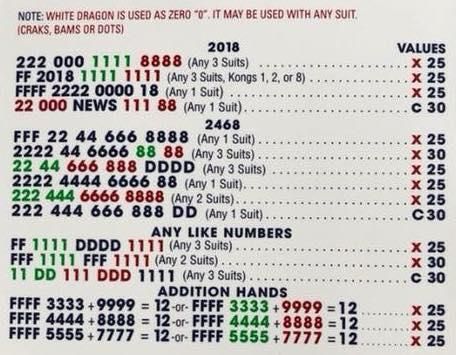 NOTE: WHITE DRAGON IS USED AS ZERO "0". IT MAY BE USED WITH ANY SUIT.
(CRAKS, BAMS OR DOTS)
2018 VALUES
222 000 1111 8888 (Any 3 Suits) X 25
FF 2018 1111 1111 (Any 3 Suits, Kongs 1, 2, or 8) X 25
FFFF 2222 0000 18 (Any 1 Suit) X 25
22 000 NEWS 111 88 (Any 1 Suit) C 30
2468
FFF 22 44 666 8888 (Any 1 Suit) X 25
2222 44 6666 88 88 (Any 3 Suits) X 30
22 44 666 888 DDDD (Any 3 Suits) X 25
2222 4444 6666 88 (Any 1 Suit) X 25
222 444 6666 8888 (Any 2 Suits) X 25
222 444 666 888 DD (Any 1 Suit) C 30
ANY LIKE NUMBERS
FF 1111 DDDD 1111 (Any 3 Suits) X 25
FFF 1111 FFF 1111 (Any 2 Suits) X 30
11 DD 111 DDD 1111 (Any 3 Suits) C 30
ADDITION HANDS
FFFF 3333 + 9999 = 12 -or- FFFF 3333 + 9999 = 12 X 25
FFFF 4444 + 8888 = 12 -or- FFFF 4444 + 8888 = 12 X 25
FFFF 5555 + 7777 = 12 -or- FFFF 5555 + 7777 = 12 X 25